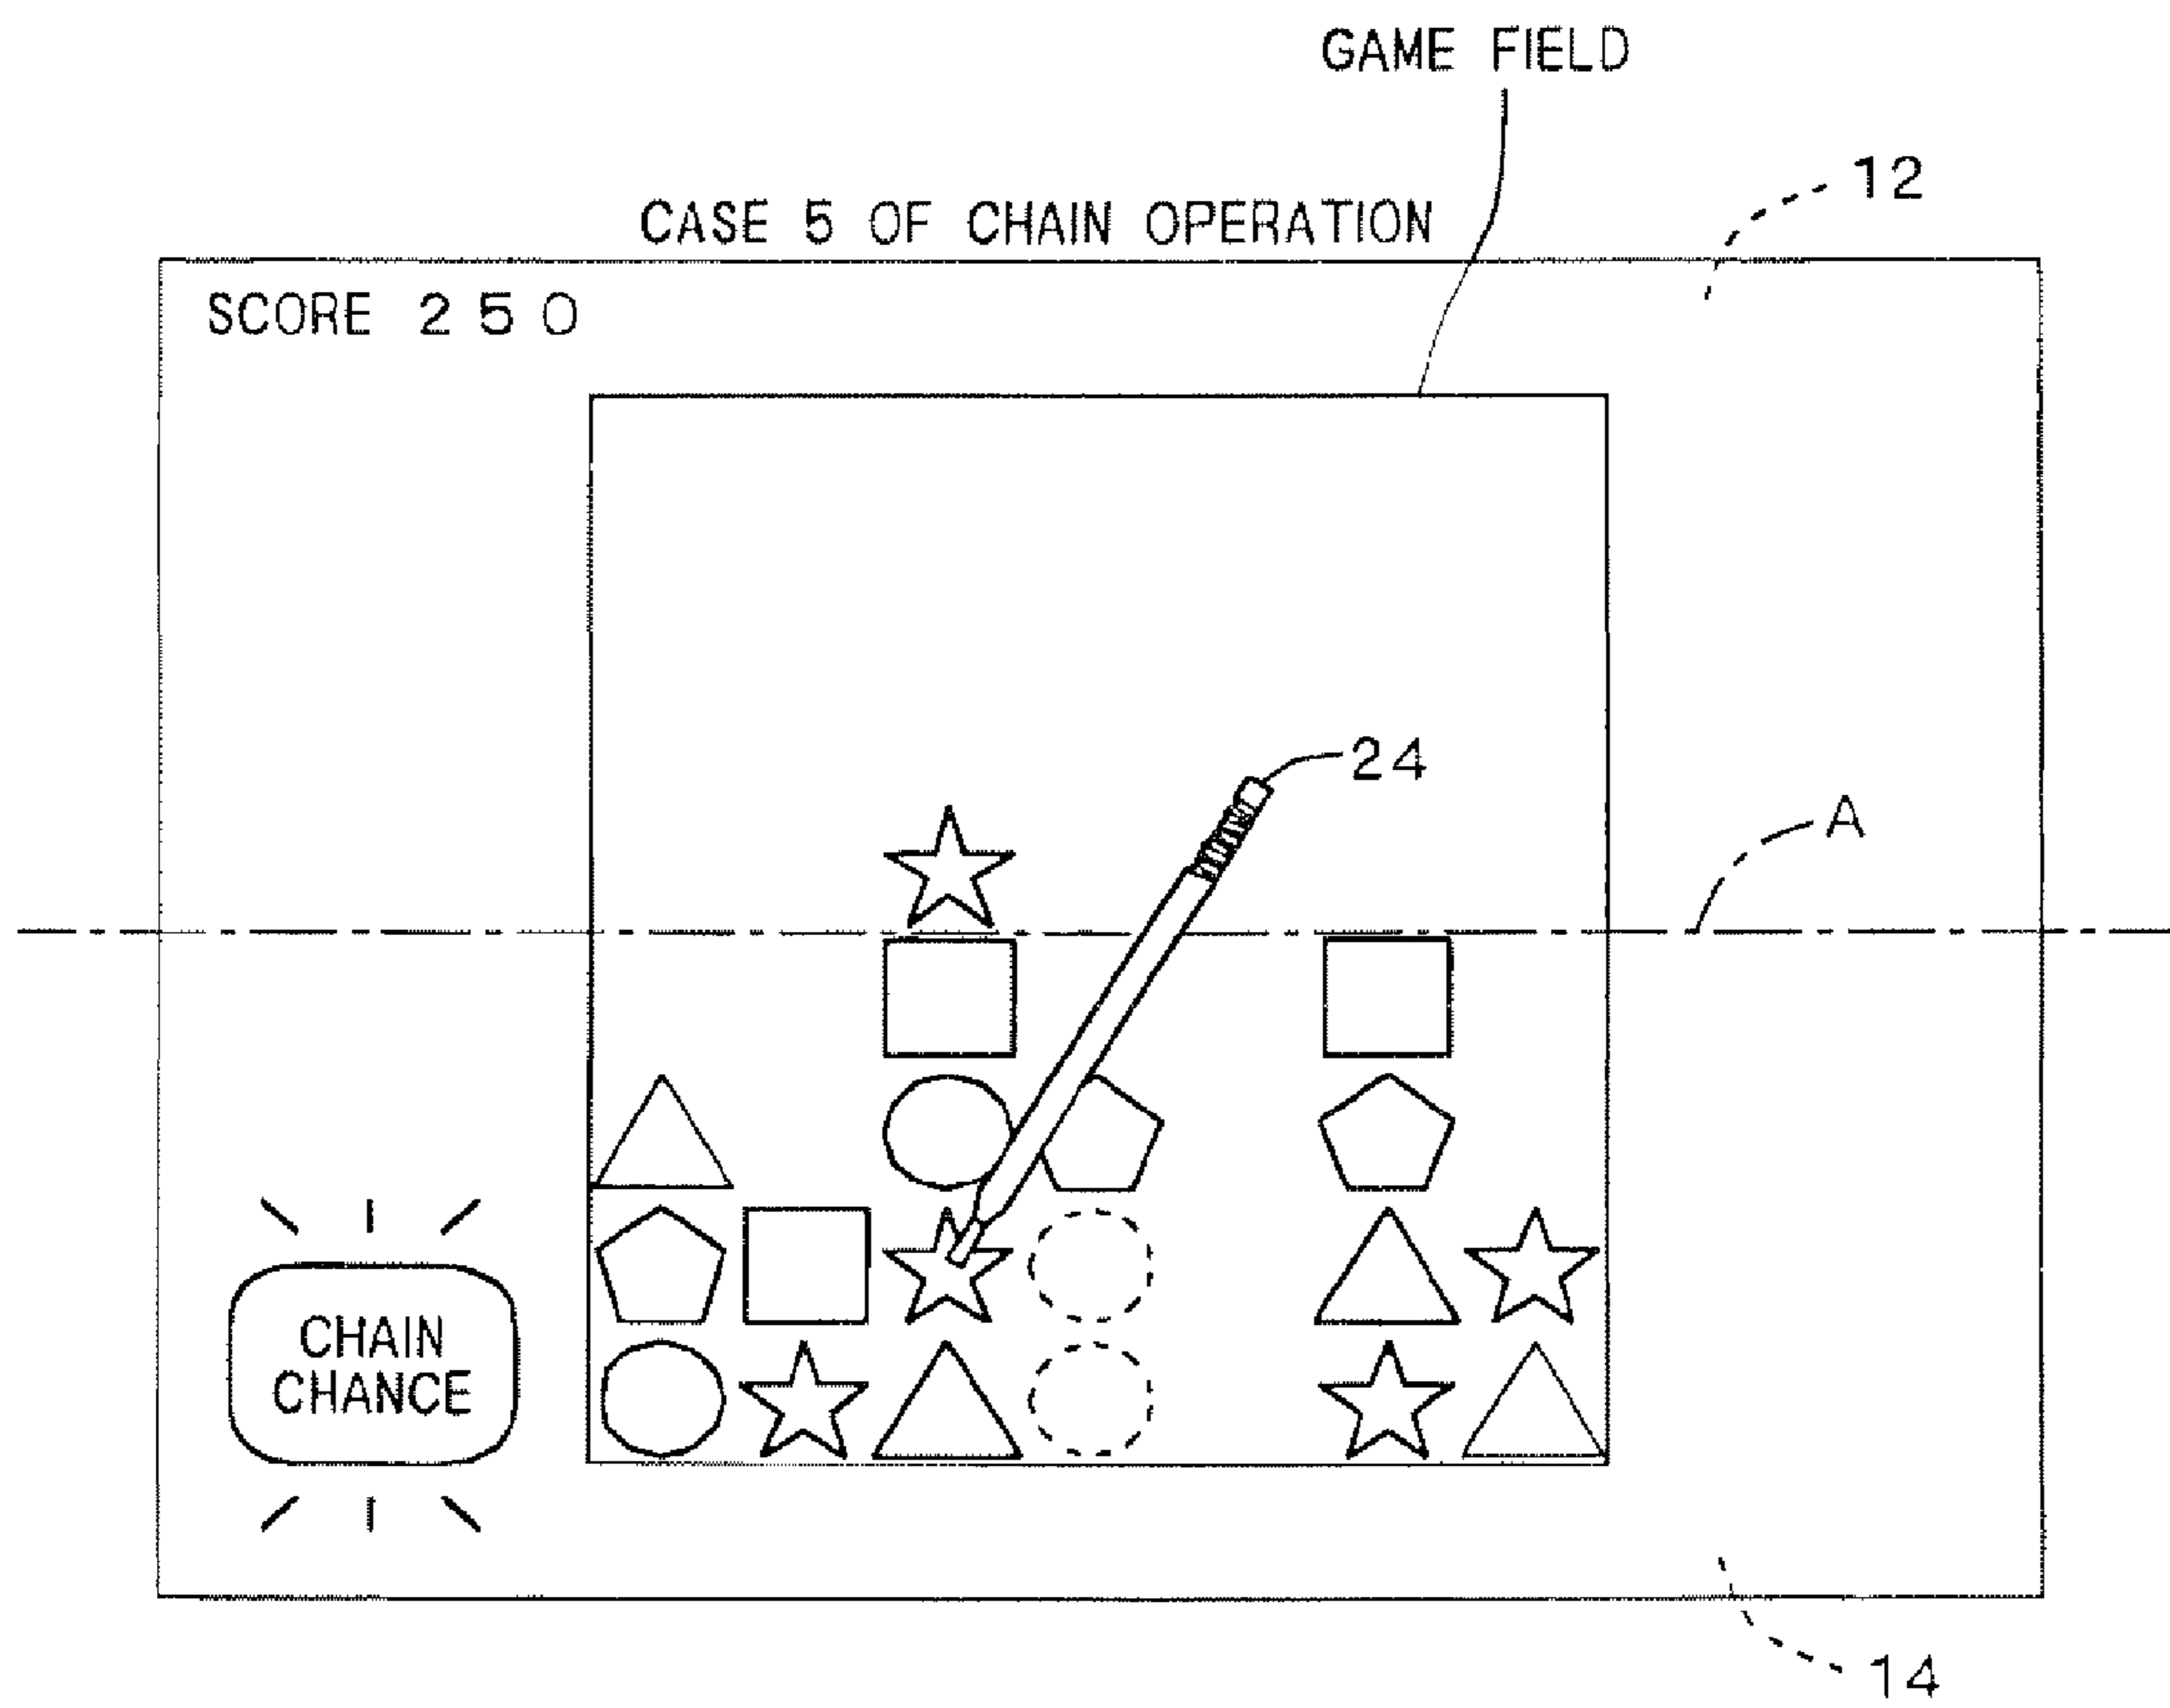 GAME FIELD
12
CASE 5 OF CHAIN OPERATION
SCORE 250
24
A
CHAIN
CHANCE
14